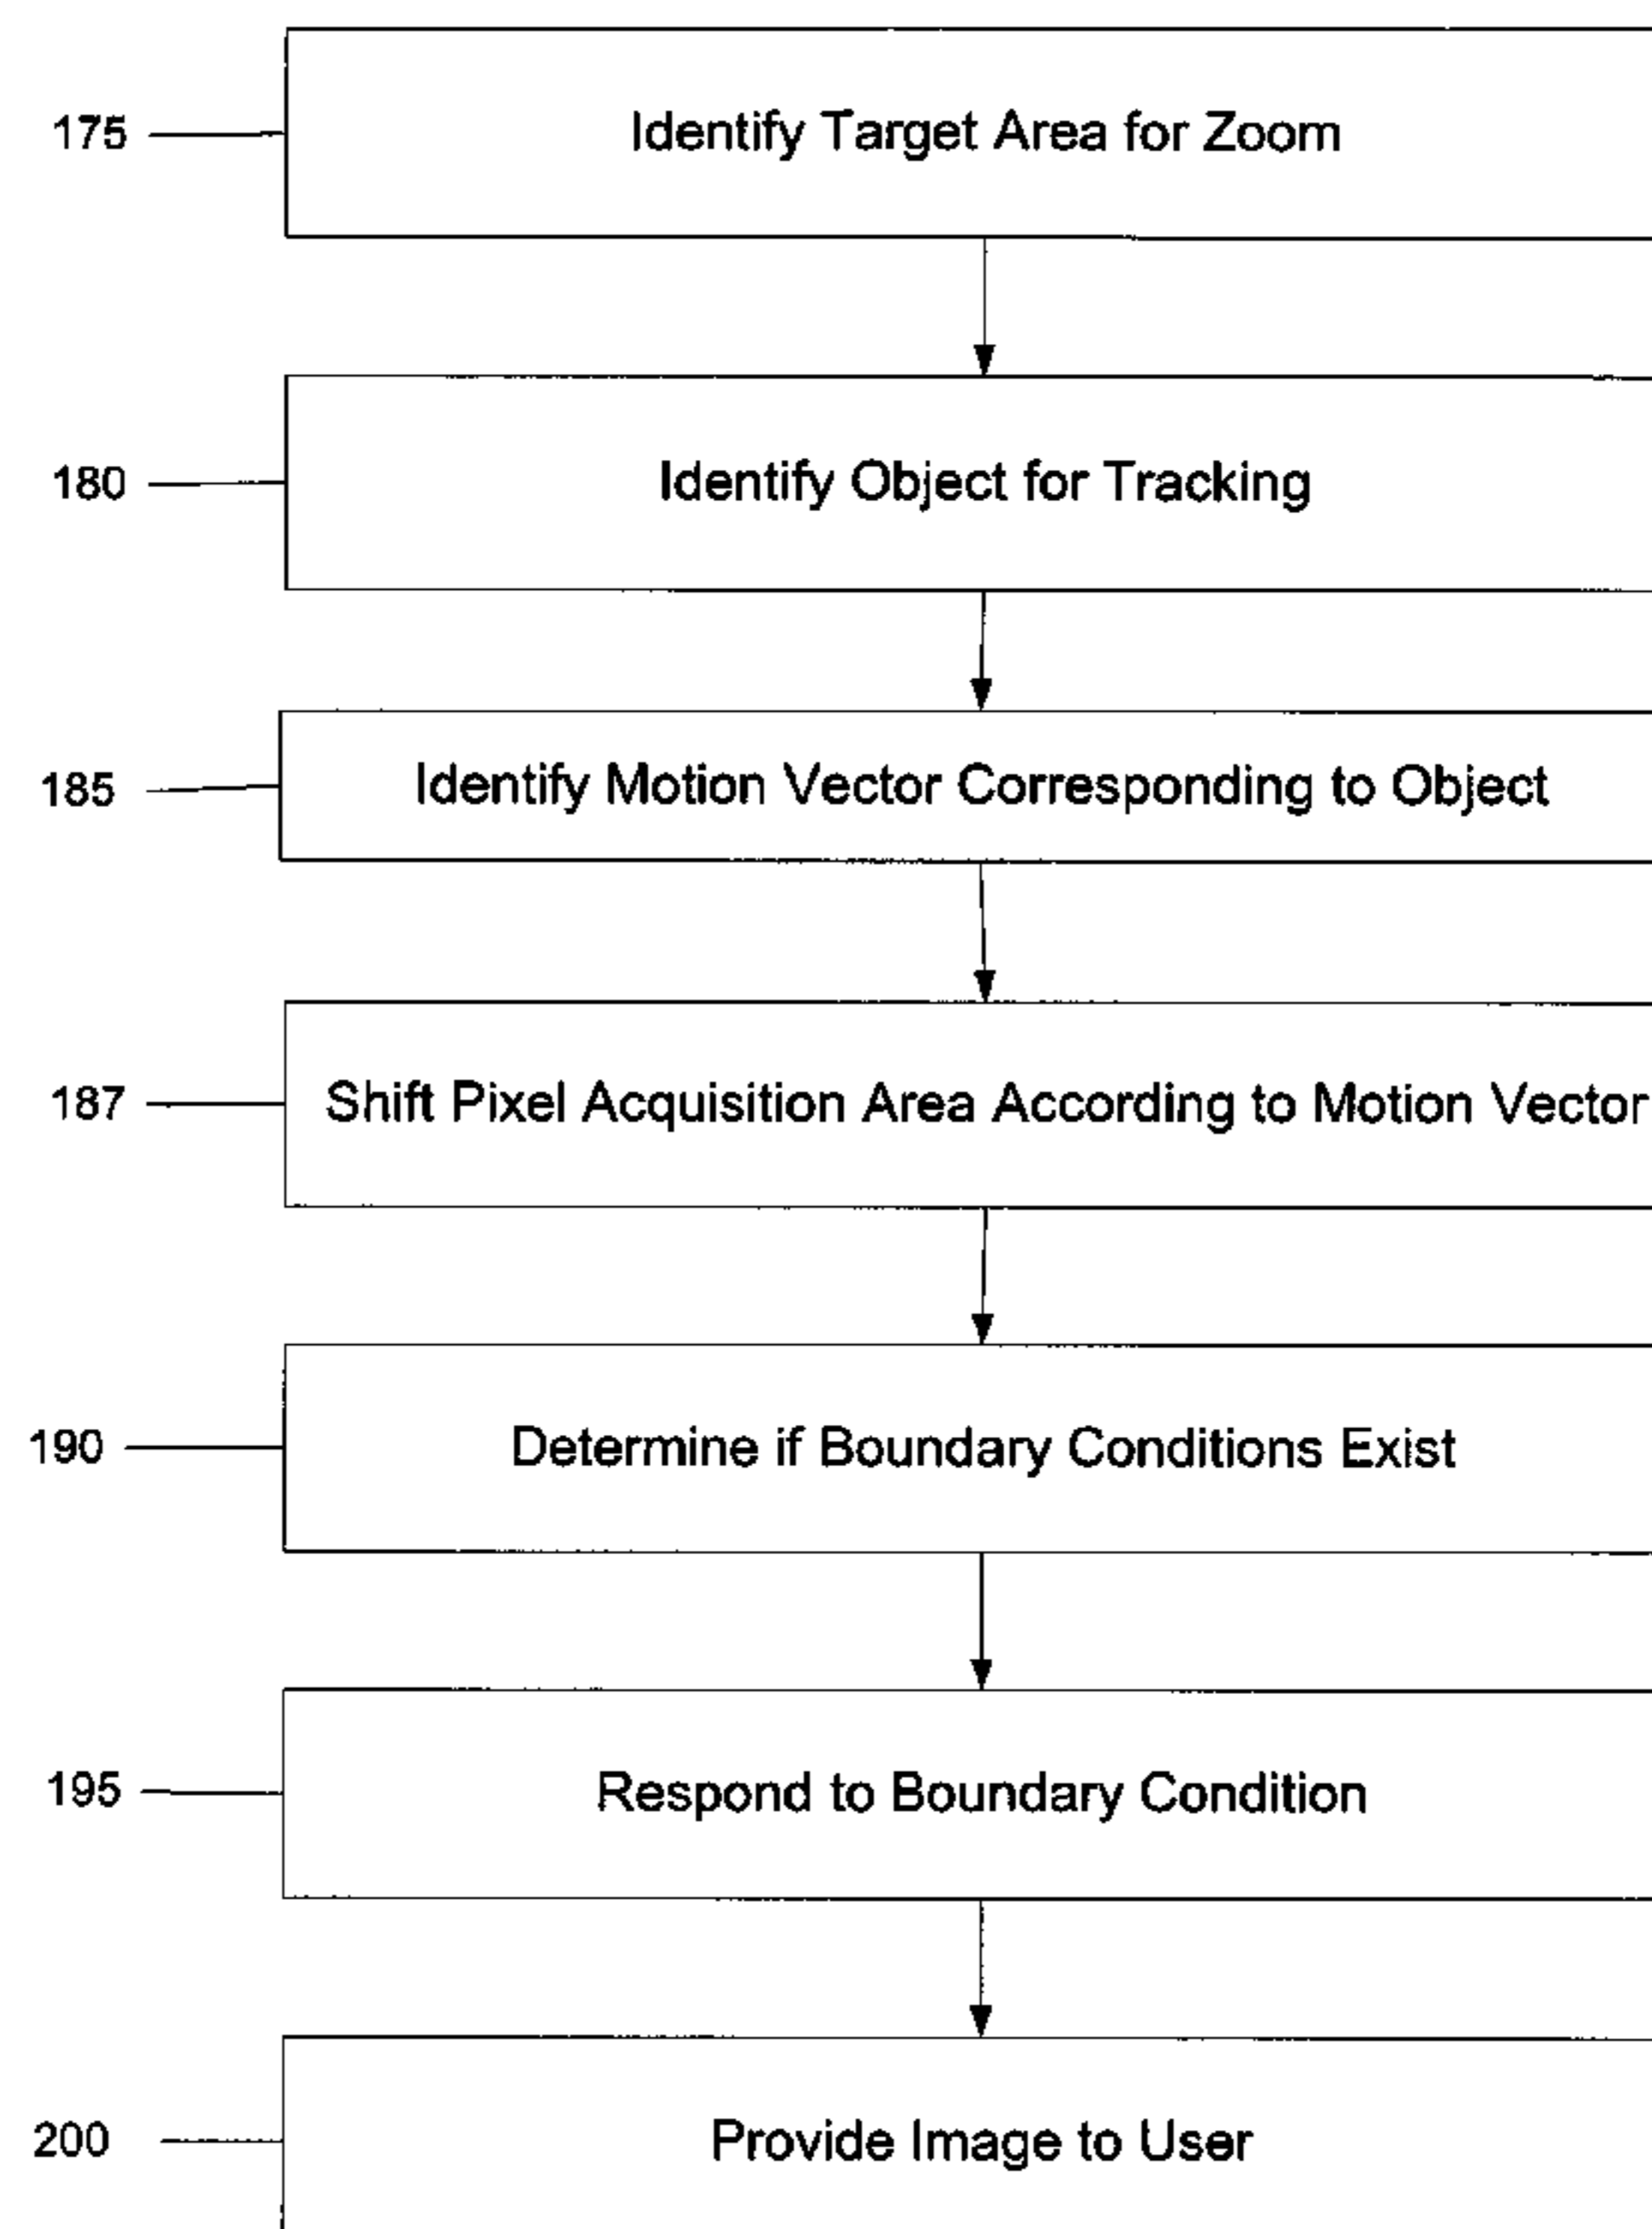 175 Identify Target Area for Zoom
180 Identify Object for Tracking
185 Identify Motion Vector Corresponding to Object
187 Shift Pixel Acquisition Area According to Motion Vector
190 Determine if Boundary Conditions Exist
195 Respond to Boundary Condition
200 Provide Image to User